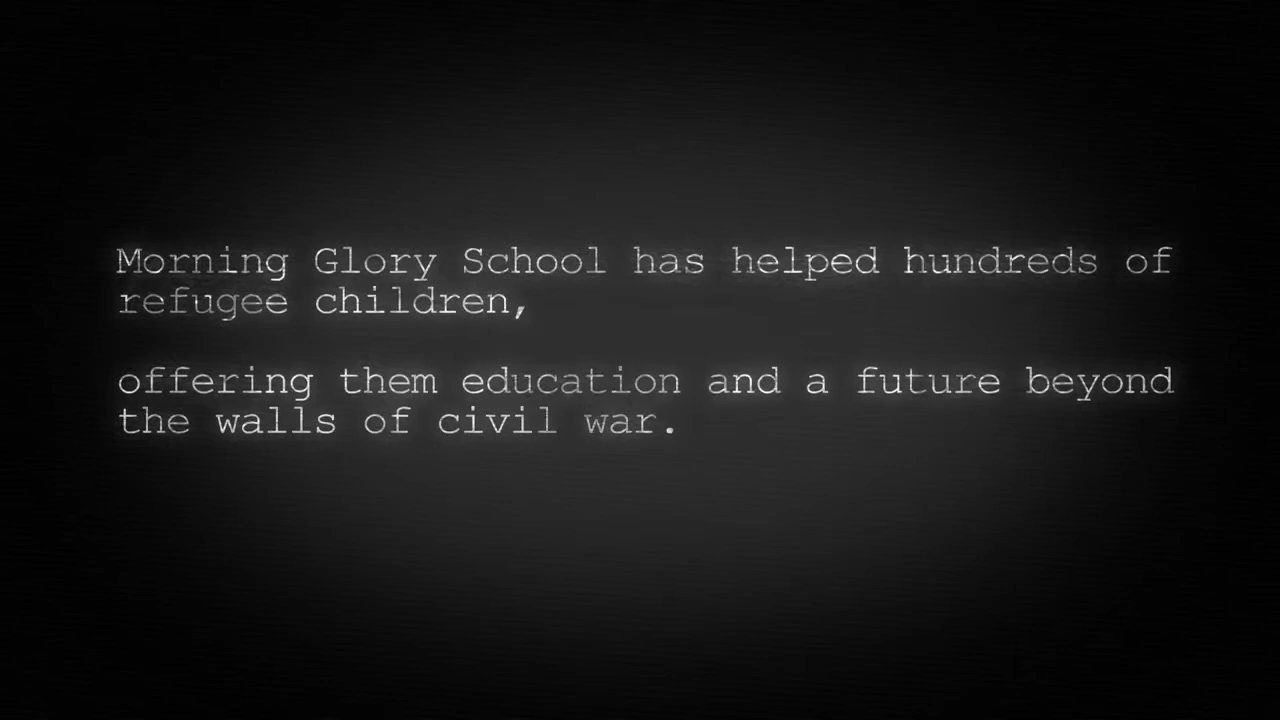 Morning Glory School has helped hundreds of
refugee children,
offering them education and a future beyond
the walls of civil war.